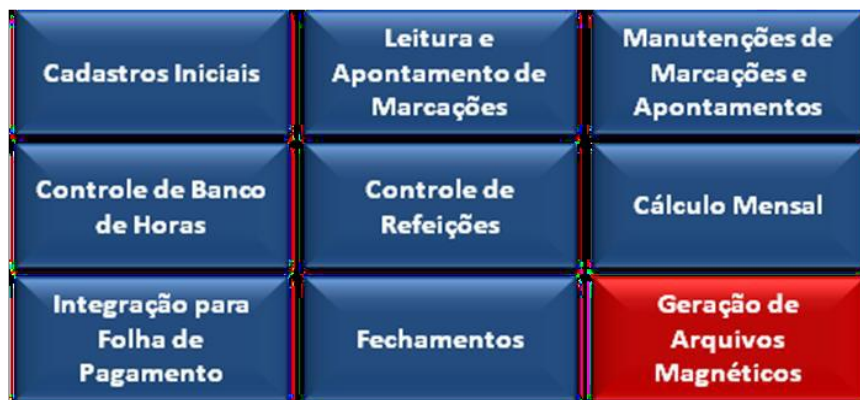 Cadastros Iniciais
Leitura e
Apontamento de
Marcações
Manutenções de
Marcações e
Apontamentos
Controle de Banco
de Horas
Controle de
Refeições
Cálculo Mensal
Integração para
Folha de
Pagamento
Fechamentos
Geração de
Arquivos
Magnéticos